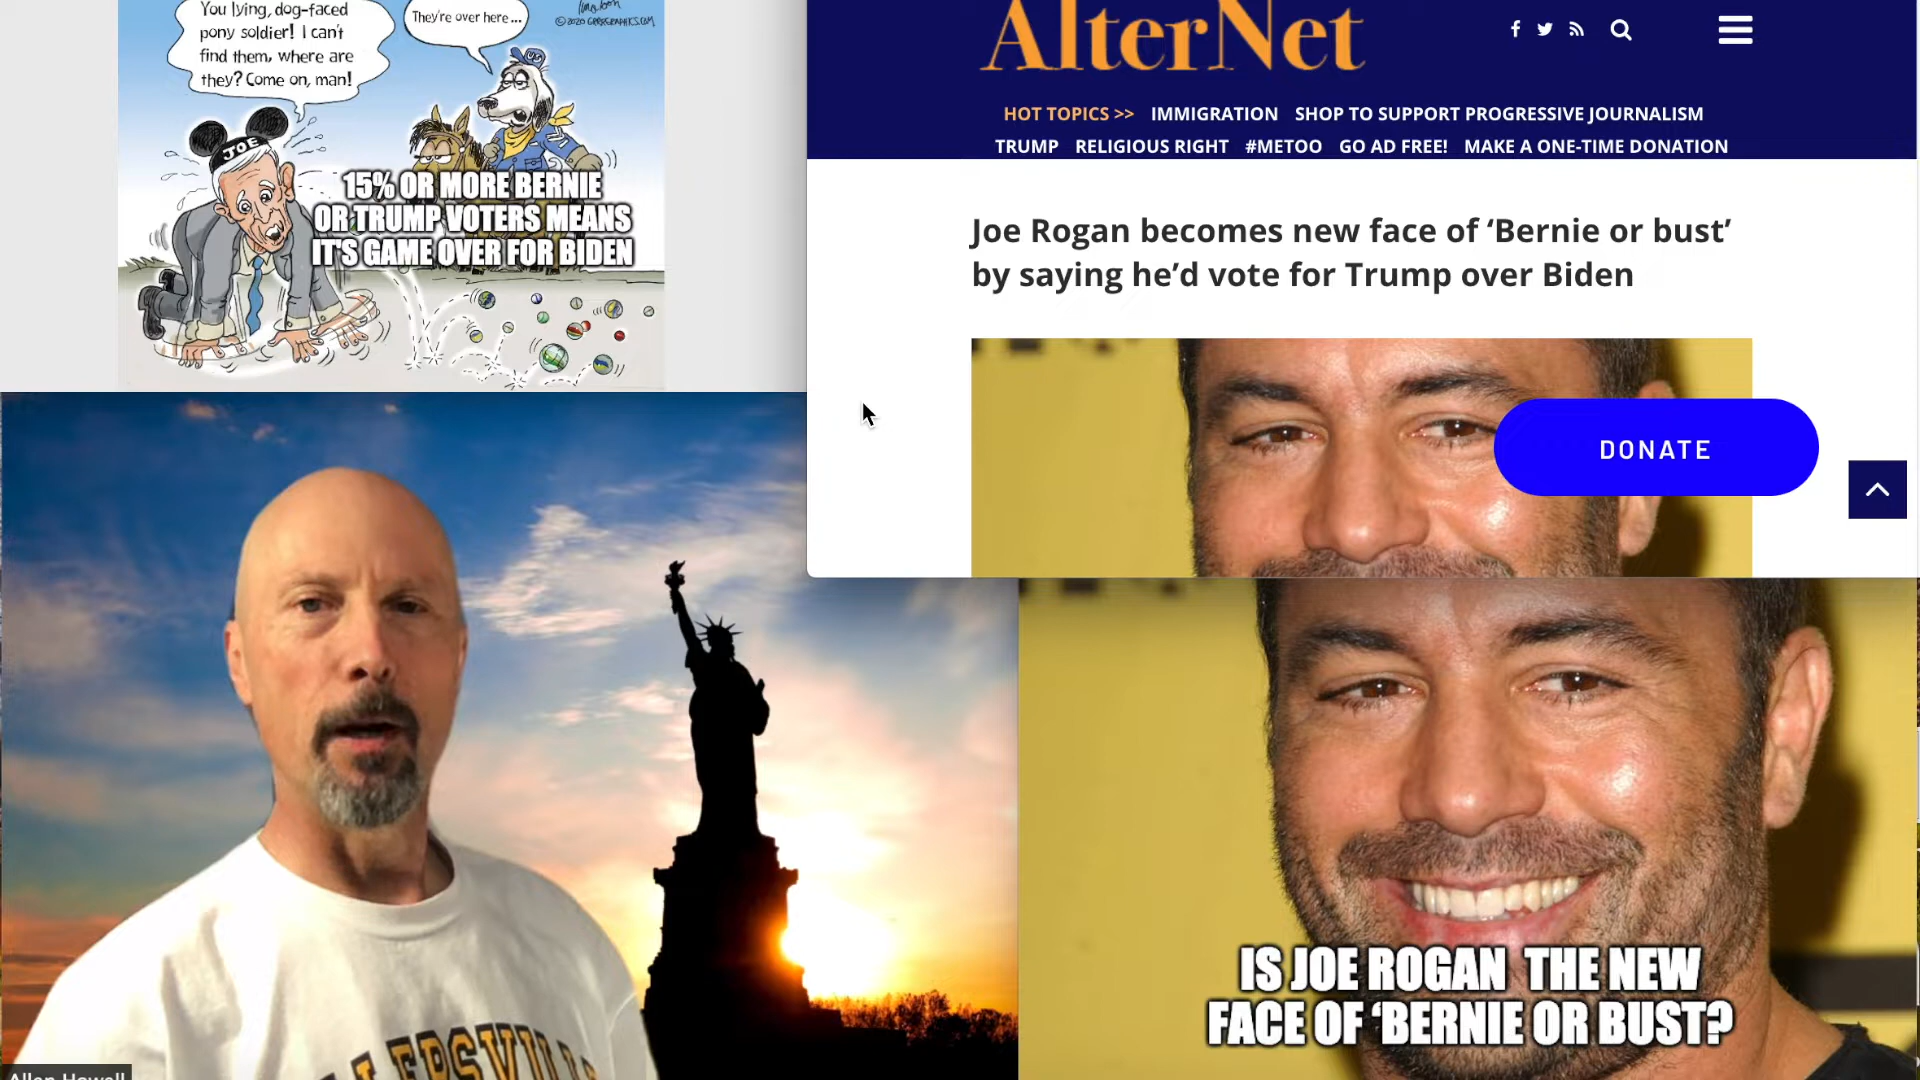 You lying, dog-faced
pony soldier! I can't
find them, where are
they? Come on, man!
They're over here...
© 2020 GRRRGRAPHICS.COM
JOE
15% OR MORE BERNIE
OR TRUMP VOTERS MEANS
IT'S GAME OVER FOR BIDEN
AlterNet
HOT TOPICS >> IMMIGRATION SHOP TO SUPPORT PROGRESSIVE JOURNALISM
TRUMP RELIGIOUS RIGHT #METOO GO AD FREE! MAKE A ONE-TIME DONATION
Joe Rogan becomes new face of ‘Bernie or bust’
by saying he’d vote for Trump over Biden
DONATE
IS JOE ROGAN THE NEW
FACE OF ‘BERNIE OR BUST?
Allen Howell